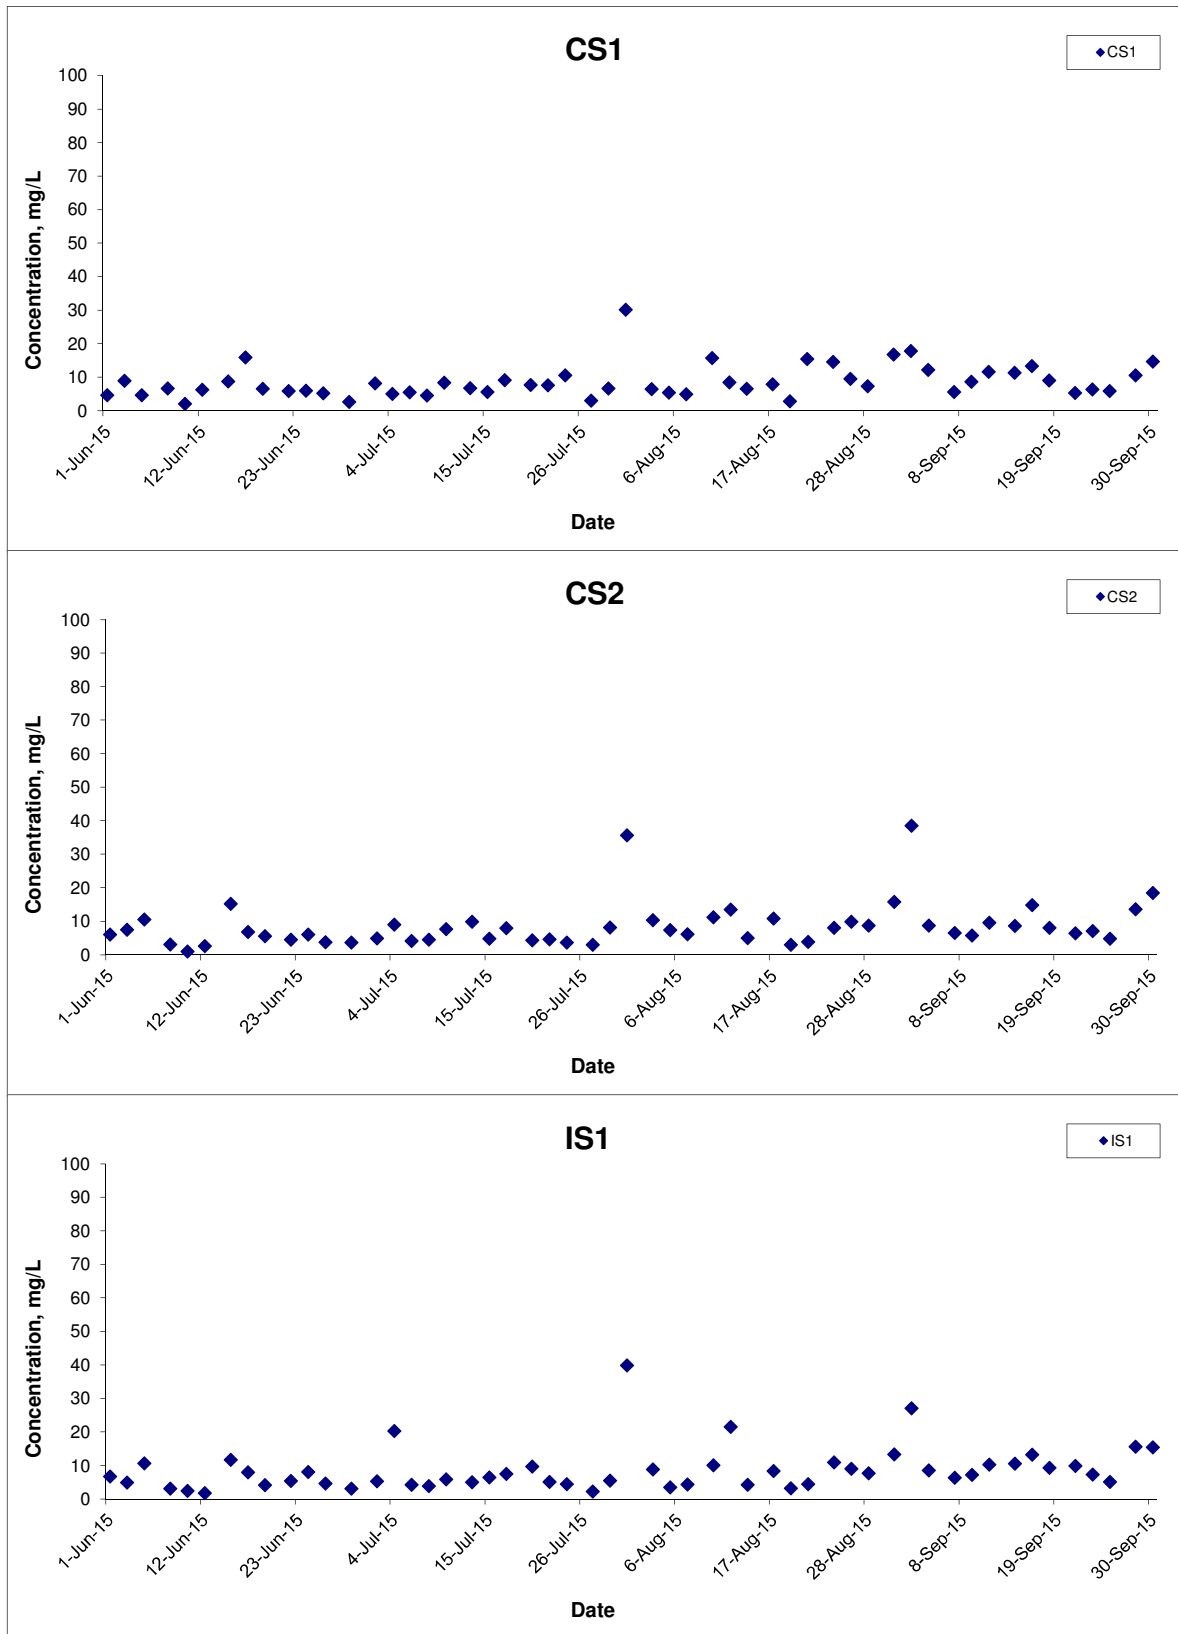 CS1
CS1
100
90
80
70
60
50
40
30
20
10
0
Concentration, mg/L
1-Jun-15
12-Jun-15
23-Jun-15
4-Jul-15
15-Jul-15
26-Jul-15
6-Aug-15
17-Aug-15
28-Aug-15
8-Sep-15
19-Sep-15
30-Sep-15
Date
CS2
CS2
100
90
80
70
60
50
40
30
20
10
0
Concentration, mg/L
1-Jun-15
12-Jun-15
23-Jun-15
4-Jul-15
15-Jul-15
26-Jul-15
6-Aug-15
17-Aug-15
28-Aug-15
8-Sep-15
19-Sep-15
30-Sep-15
Date
IS1
IS1
100
90
80
70
60
50
40
30
20
10
0
Concentration, mg/L
1-Jun-15
12-Jun-15
23-Jun-15
4-Jul-15
15-Jul-15
26-Jul-15
6-Aug-15
17-Aug-15
28-Aug-15
8-Sep-15
19-Sep-15
30-Sep-15
Date